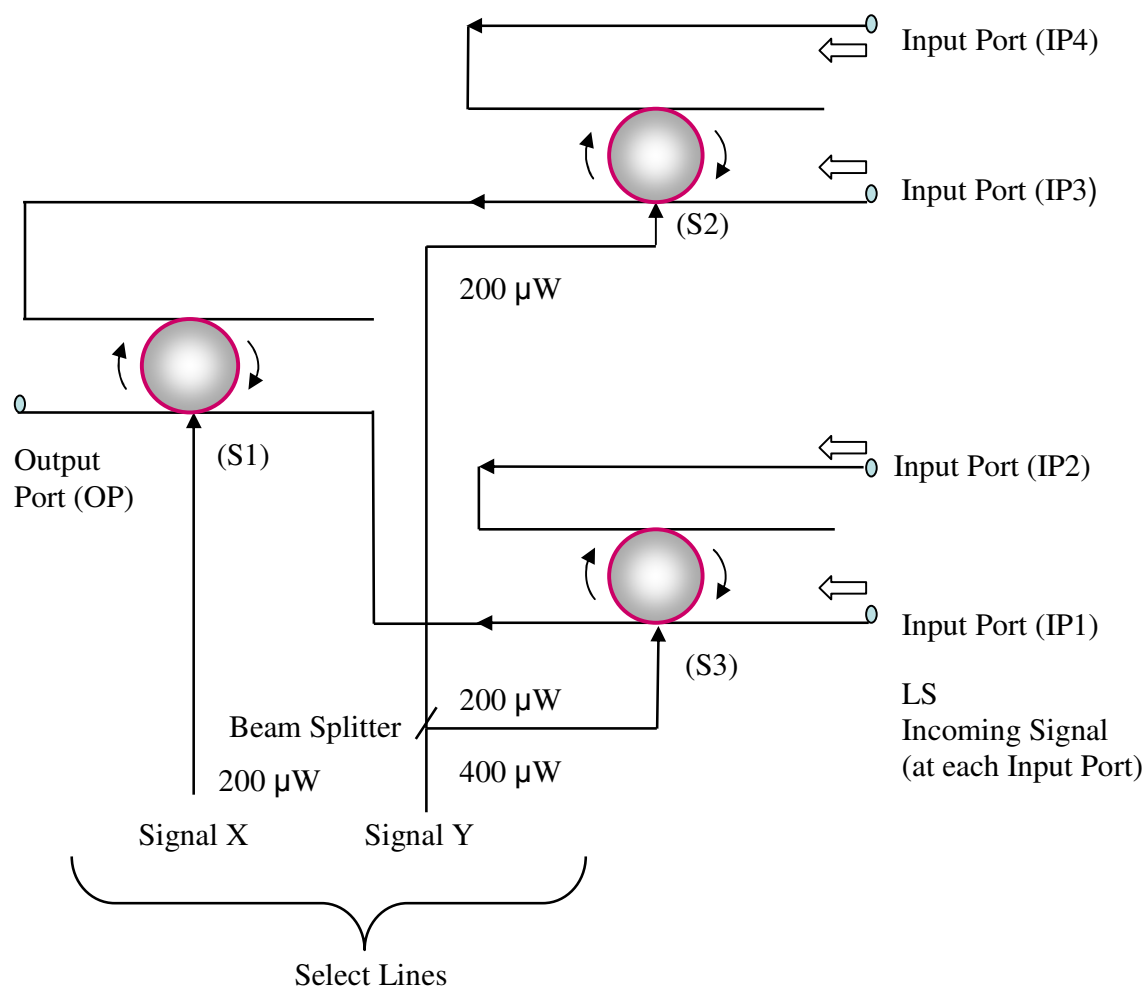 Input Port (IP4)
Input Port (IP3)
(S2)
200 µW
(S1)
Output
Port (OP)
Input Port (IP2)
Input Port (IP1)
(S3)
LS
Incoming Signal
(at each Input Port)
200 µW
Beam Splitter
400 µW
200 µW
Signal X
Signal Y
Select Lines